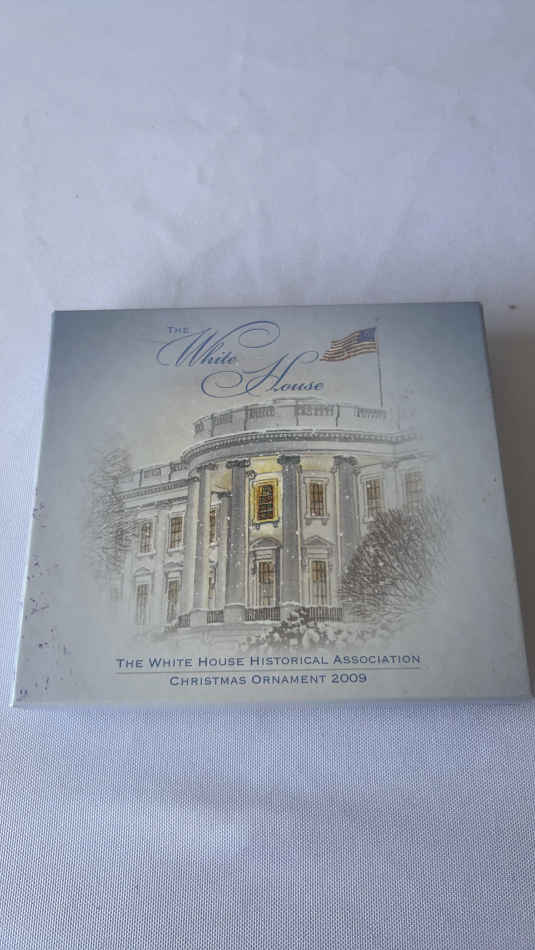 The
White
House
The White House Historical Association
Christmas Ornament 2009